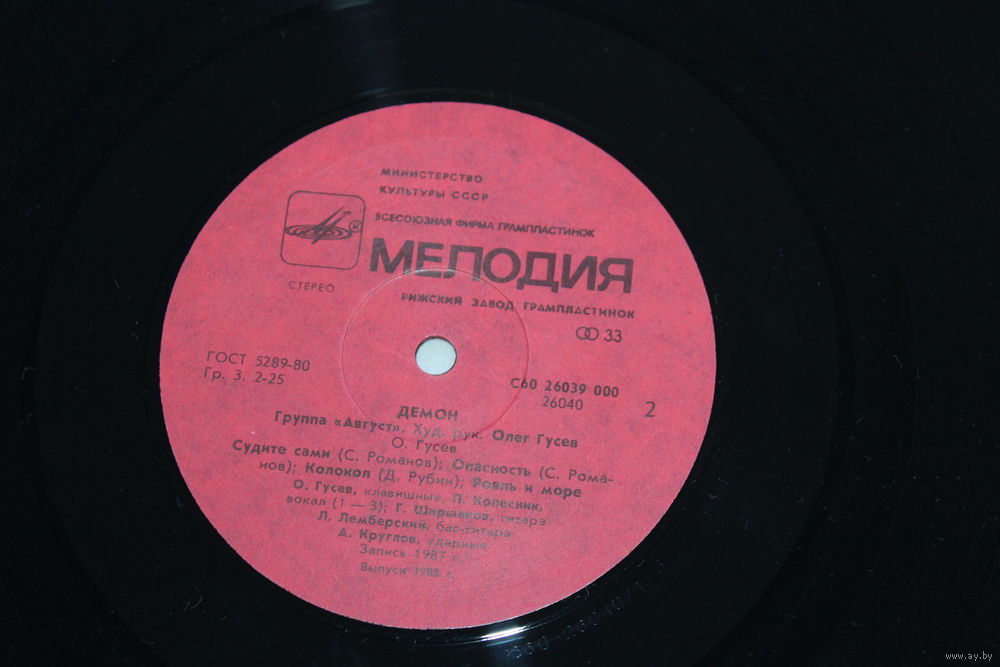 МИНИСТЕРСТВО
КУЛЬТУРЫ СССР
ВСЕСОЮЗНАЯ ФИРМА ГРАМПЛАСТИНОК
®
МЕЛОДИЯ
СТЕРЕО
РИЖСКИЙ ЗАВОД ГРАМПЛАСТИНОК
33
ГОСТ 5289-80
Гр. 3. 2-25
С60 26039 000
26040
2
ДЕМОН
Группа «Август». Худ. рук. Олег Гусев
О. Гусев
Судите сами (С. Романов); Опасность (С. Рома-
нов); Колокол (Д. Рубин); Рояль и море
О. Гусев, клавишные, П. Колесник,
вокал (1 — 3); Г. Ширшаков, гитара
Л. Лемберский, бас-гитара
А. Круглов, ударные
Запись 1987 г.
Выпуск 1988 г.
www.ay.by